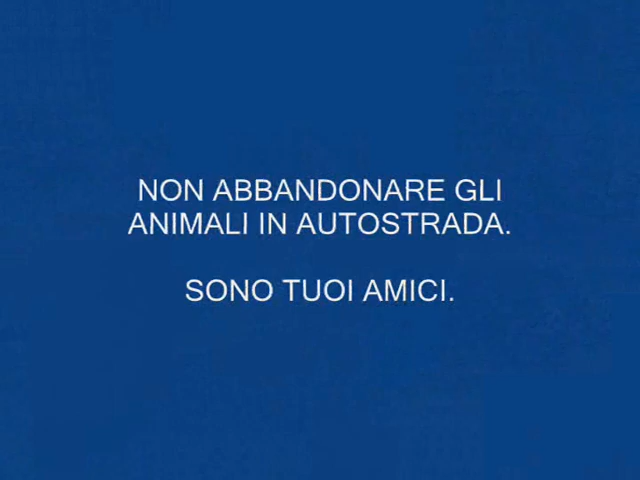 NON ABBANDONARE GLI
ANIMALI IN AUTOSTRADA.
SONO TUOI AMICI.